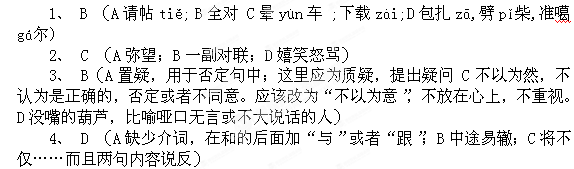 1、 B （A请帖 tiě；B 全对 C晕 yùn车 ；下载 zài；D包扎 zā，劈 pǐ柴，准噶
gá尔）
2、 C （A 弥望；B 一副对联；D 嬉笑怒骂）
3、 B（A 置疑，用于否定句中；这里应为质疑，提出疑问 C 不以为然，不
认为是正确的，否定或者不同意。应该改为“不以为意”，不放在心上，不重视。
D没嘴的葫芦，比喻哑口无言或不大说话的人）
4、 D （A缺少介词，在和的后面加“与”或者“跟”；B中途易辙；C将不
仅……而且两句内容说反）